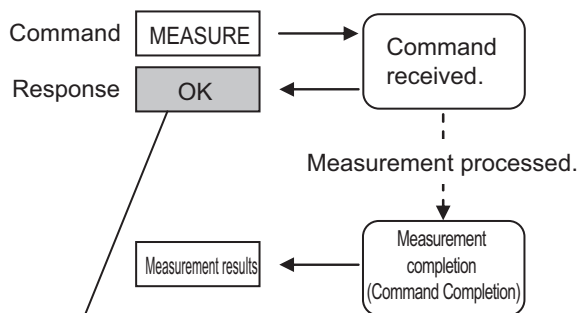 Command
MEASURE
Command
received.
Response
OK
Measurement processed.
Measurement results
Measurement
completion
(Command Completion)